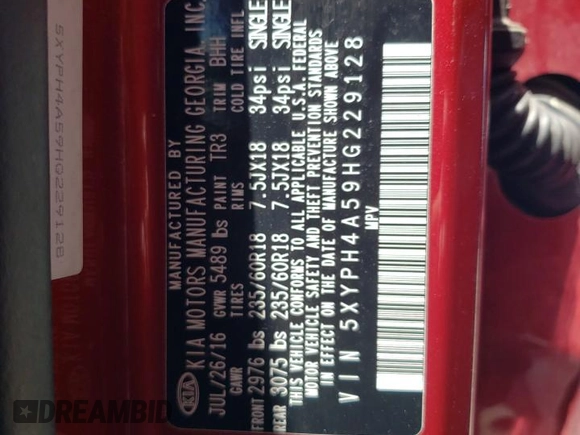 MANUFACTURED BY
KIA KIA MOTORS MANUFACTURING GEORGIA, INC.
JUL/26/16 GVWR 5489 lbs PAINT TR3 TRIM BHH
GAWR TIRES RIMS COLD TIRE INFL
FRONT 2976 lbs 235/60R18 7.5JX18 34psi SINGLE
REAR 3075 lbs 235/60R18 7.5JX18 34psi SINGLE
THIS VEHICLE CONFORMS TO ALL APPLICABLE U.S.A. FEDERAL
MOTOR VEHICLE SAFETY AND THEFT PREVENTION STANDARDS
IN EFFECT ON THE DATE OF MANUFACTURE SHOWN ABOVE
VIN 5XYPH4A59HG229128
MPV
5XYPH4A59HG229128
DREAMBID